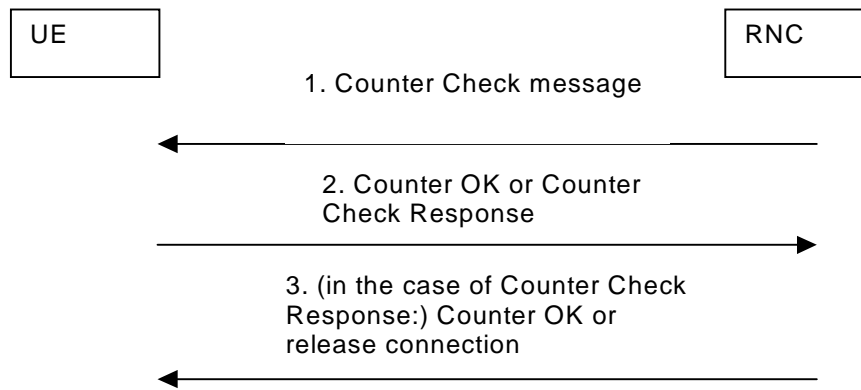 UE
RNC
1. Counter Check message
2. Counter OK or Counter
Check Response
3. (in the case of Counter Check
Response:) Counter OK or
release connection